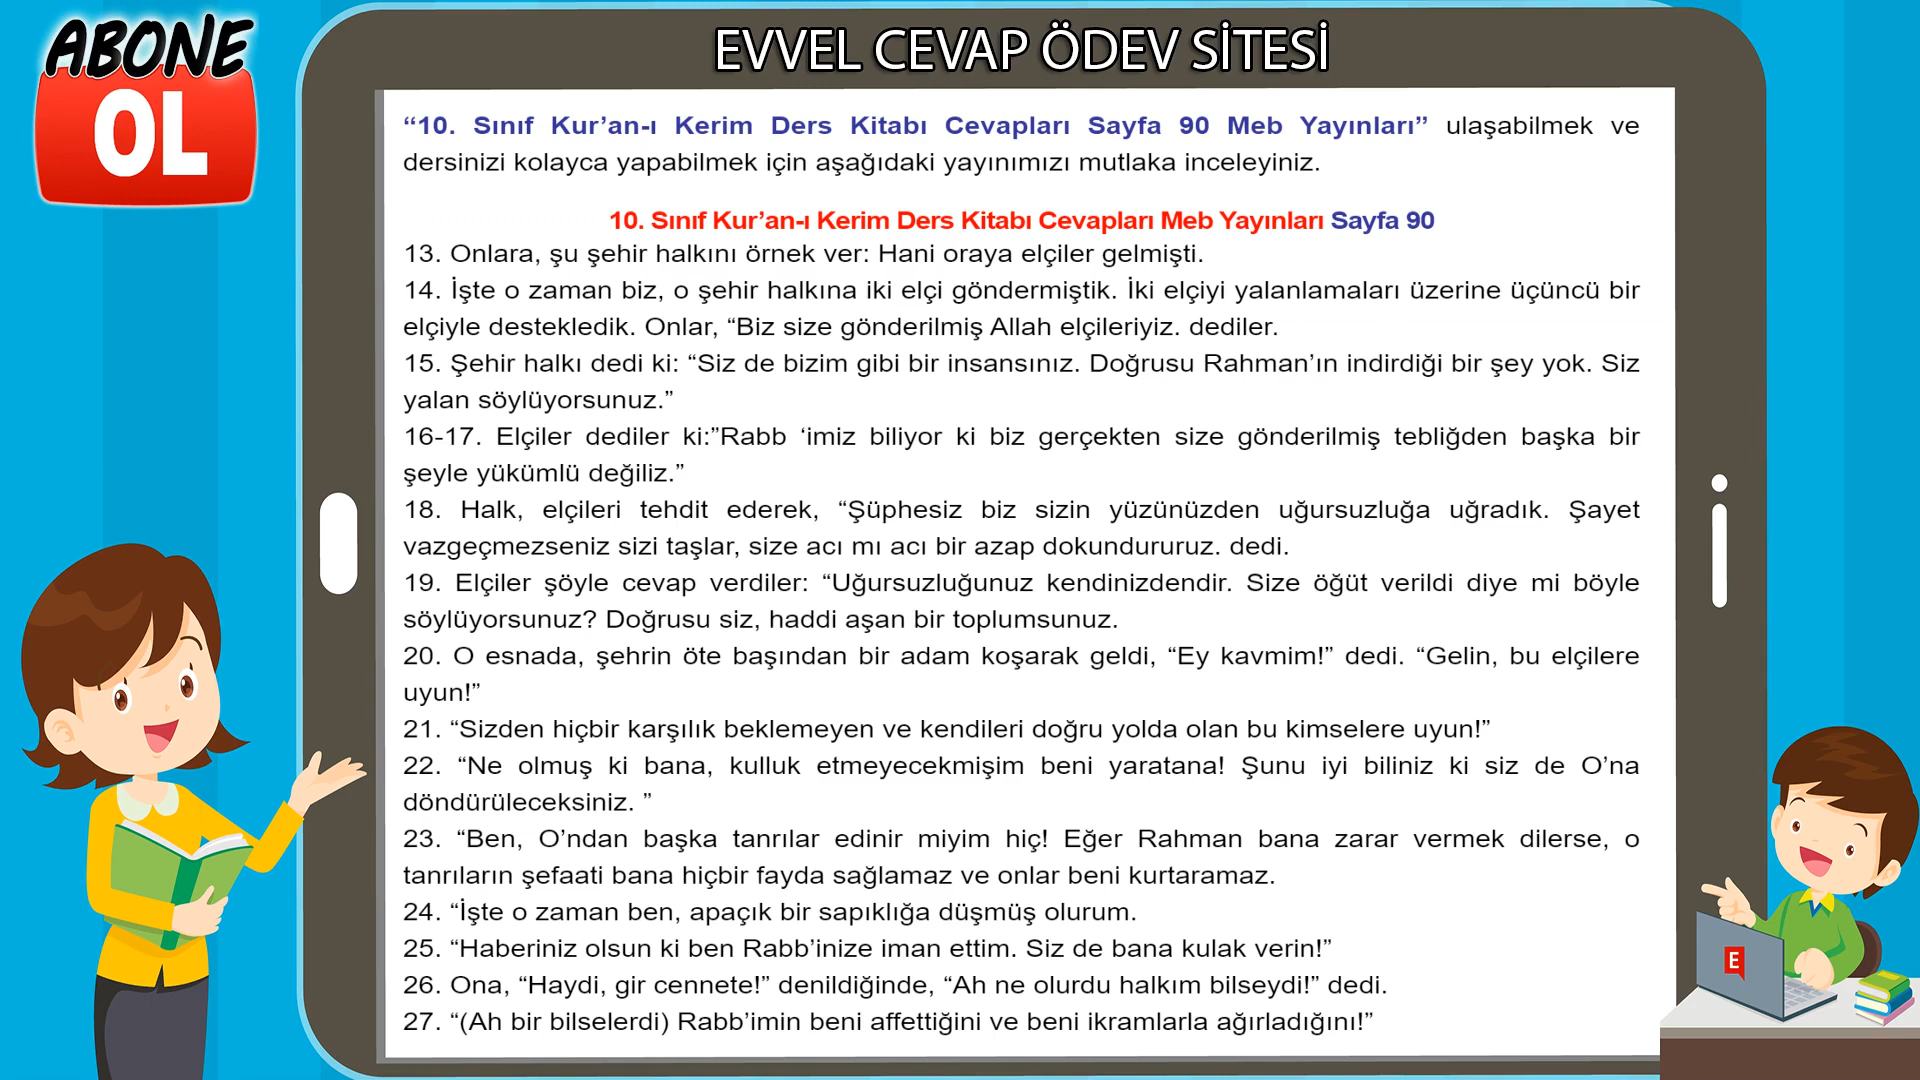 ABONE
OL
EVVEL CEVAP ÖDEV SİTESİ
“10. Sınıf Kur’an-ı Kerim Ders Kitabı Cevapları Sayfa 90 Meb Yayınları” ulaşabilmek ve
dersinizi kolayca yapabilmek için aşağıdaki yayınımızı mutlaka inceleyiniz.
10. Sınıf Kur’an-ı Kerim Ders Kitabı Cevapları Meb Yayınları Sayfa 90
13. Onlara, şu şehir halkını örnek ver: Hani oraya elçiler gelmişti.
14. İşte o zaman biz, o şehir halkına iki elçi göndermiştik. İki elçiyi yalanlamaları üzerine üçüncü bir
elçiyle destekledik. Onlar, “Biz size gönderilmiş Allah elçileriyiz. dediler.
15. Şehir halkı dedi ki: “Siz de bizim gibi bir insansınız. Doğrusu Rahman’ın indirdiği bir şey yok. Siz
yalan söylüyorsunuz.”
16-17. Elçiler dediler ki:”Rabb ‘imiz biliyor ki biz gerçekten size gönderilmiş tebliğden başka bir
şeyle yükümlü değiliz.”
18. Halk, elçileri tehdit ederek, “Şüphesiz biz sizin yüzünüzden uğursuzluğa uğradık. Şayet
vazgeçmezseniz sizi taşlar, size acı mı acı bir azap dokundururuz. dedi.
19. Elçiler şöyle cevap verdiler: “Uğursuzluğunuz kendinizdendir. Size öğüt verildi diye mi böyle
söylüyorsunuz? Doğrusu siz, haddi aşan bir toplumsunuz.
20. O esnada, şehrin öte başından bir adam koşarak geldi, “Ey kavmim!” dedi. “Gelin, bu elçilere
uyun!”
21. “Sizden hiçbir karşılık beklemeyen ve kendileri doğru yolda olan bu kimselere uyun!”
22. “Ne olmuş ki bana, kulluk etmeyecekmişim beni yaratana! Şunu iyi biliniz ki siz de O’na
döndürüleceksiniz. ”
23. “Ben, O’ndan başka tanrılar edinir miyim hiç! Eğer Rahman bana zarar vermek dilerse, o
tanrıların şefaati bana hiçbir fayda sağlamaz ve onlar beni kurtaramaz.
24. “İşte o zaman ben, apaçık bir sapıklığa düşmüş olurum.
25. “Haberiniz olsun ki ben Rabb’inize iman ettim. Siz de bana kulak verin!”
26. Ona, “Haydi, gir cennete!” denildiğinde, “Ah ne olurdu halkım bilseydi!” dedi.
27. “(Ah bir bilselerdi) Rabb’imin beni affettiğini ve beni ikramlarla ağırladığını!”
E